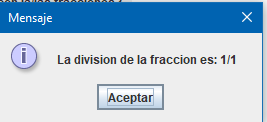 Mensaje
La division de la fraccion es: 1/1
Aceptar